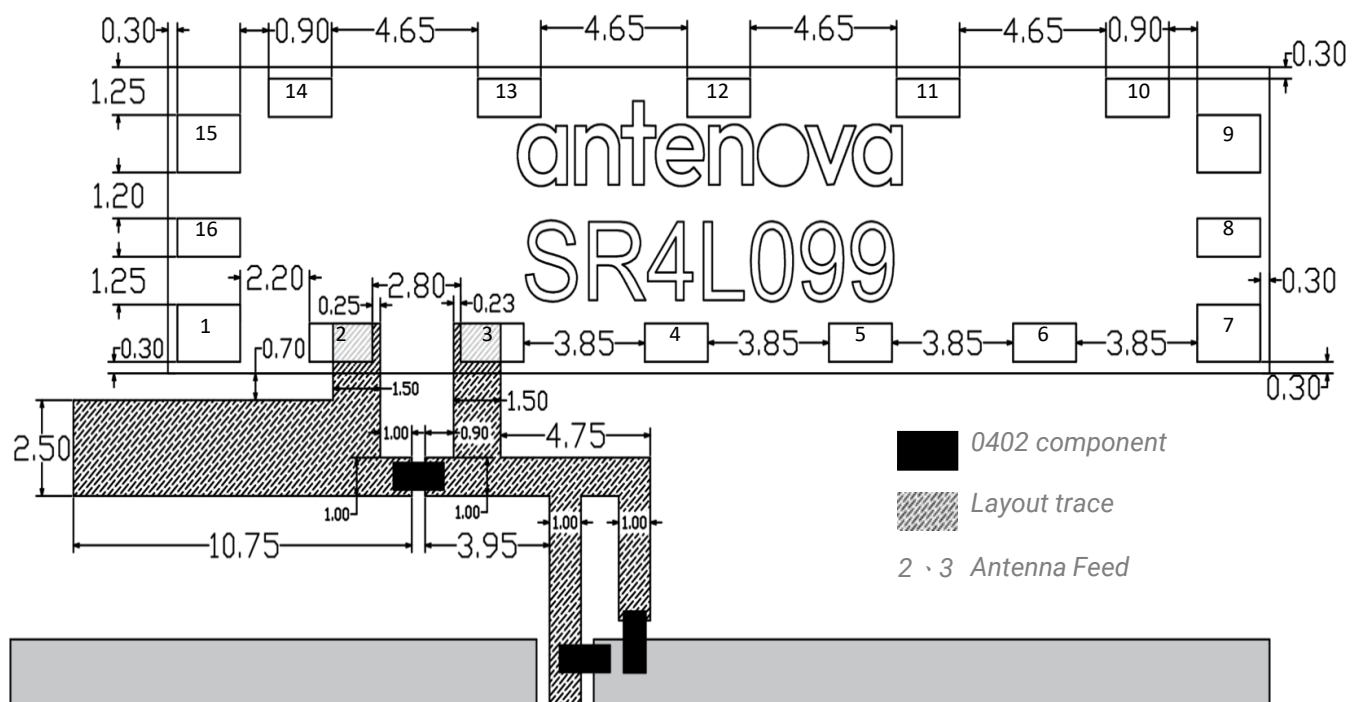 0.30 0.90 4.65 4.65 4.65 4.65 0.90 0.30
1.25 14 13 12 11 10
15 9
antenova
1.20
16 8
SR4L099
1.25 2.20 2.80 0.30
0.25 0.23
1 2 3 4 5 6 7
0.30 0.70 3.85 3.85 3.85 3.85
1.50 0.30
1.50
2.50 1.00 0.90 4.75
0402 component
1.00 1.00 1.00 1.00
Layout trace
10.75 3.95
2、3 Antenna Feed